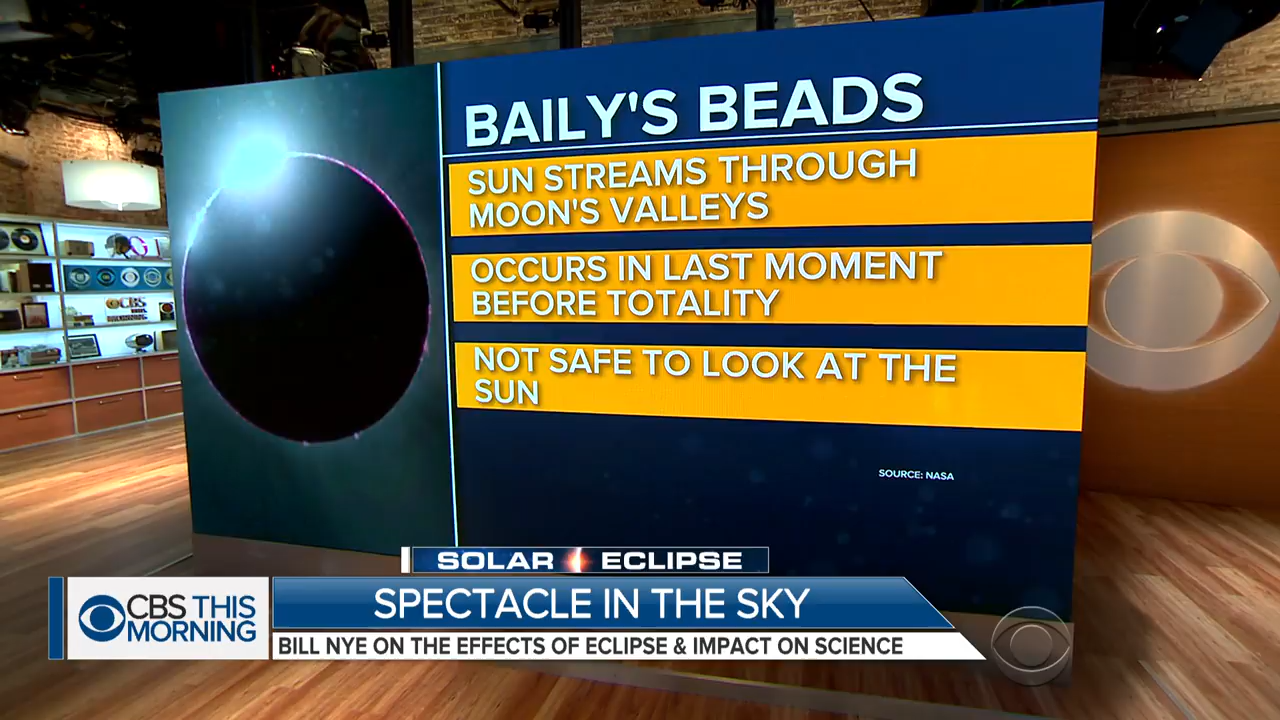 BAILY'S BEADS
SUN STREAMS THROUGH
MOON'S VALLEYS
OCCURS IN LAST MOMENT
BEFORE TOTALITY
NOT SAFE TO LOOK AT THE
SUN
SOURCE: NASA
CBS
SOLAR ECLIPSE
SPECTACLE IN THE SKY
CBS THIS
MORNING
BILL NYE ON THE EFFECTS OF ECLIPSE & IMPACT ON SCIENCE